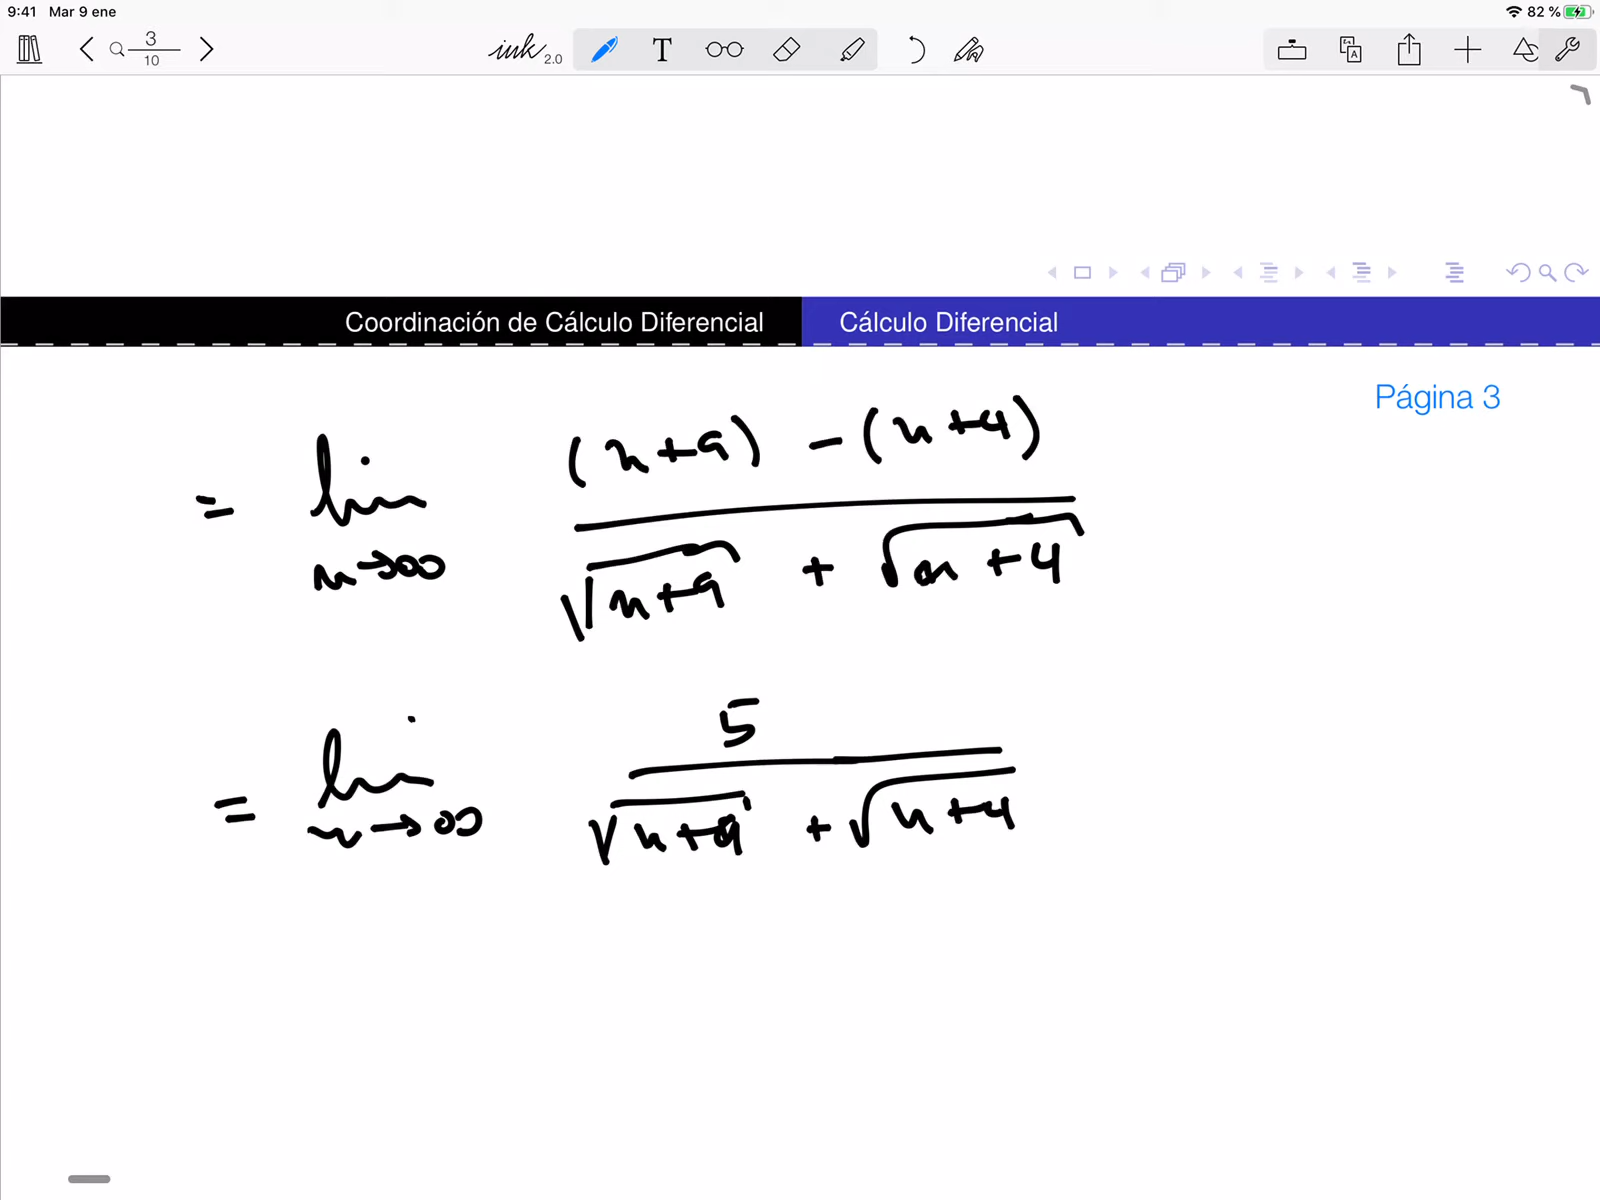 9:41 Mar 9 ene 82 %
3
10
ink 2.0 T A
Coordinación de Cálculo Diferencial Cálculo Diferencial
Página 3
(n+9) - (n+4)
= lim
n→∞
√n+9 + √n+4
5
= lim
n→∞ √n+9 + √n+4